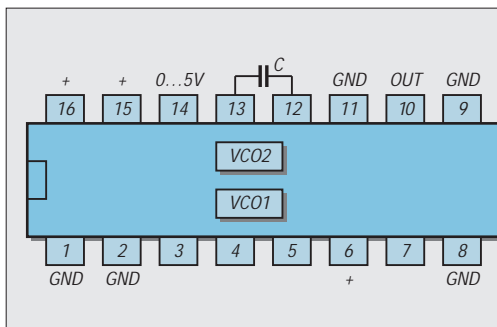 C
+ + 0...5V GND OUT GND
16 15 14 13 12 11 10 9
VCO2
VCO1
1 2 3 4 5 6 7 8
GND GND + GND